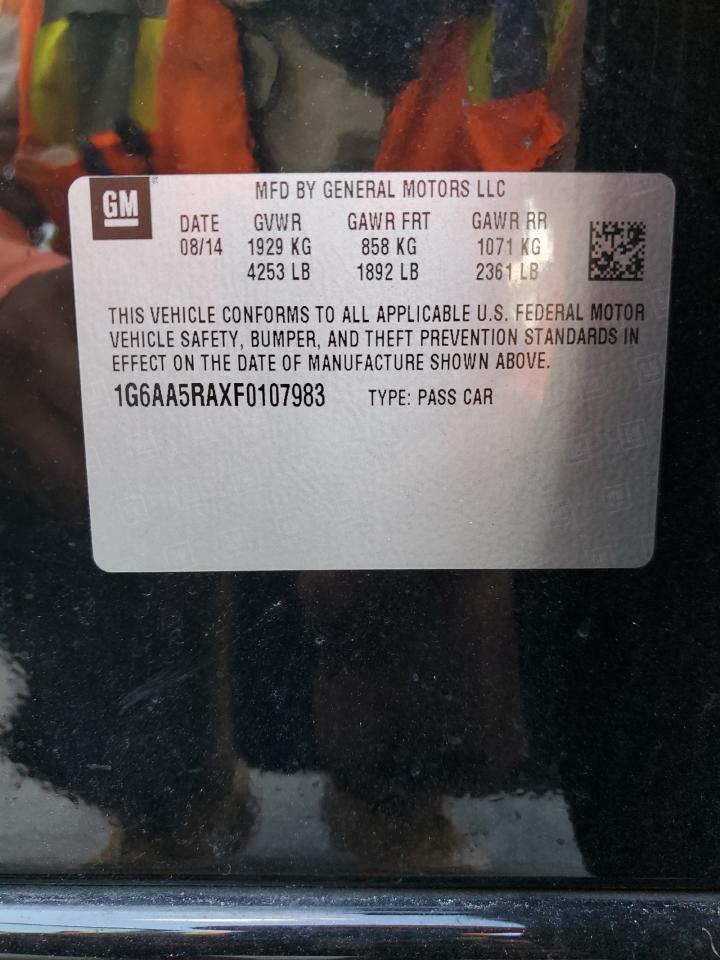 GM
MFD BY GENERAL MOTORS LLC
DATE GVWR GAWR FRT GAWR RR
08/14 1929 KG 858 KG 1071 KG
4253 LB 1892 LB 2361 LB
THIS VEHICLE CONFORMS TO ALL APPLICABLE U.S. FEDERAL MOTOR
VEHICLE SAFETY, BUMPER, AND THEFT PREVENTION STANDARDS IN
EFFECT ON THE DATE OF MANUFACTURE SHOWN ABOVE.
1G6AA5RAXF0107983 TYPE: PASS CAR